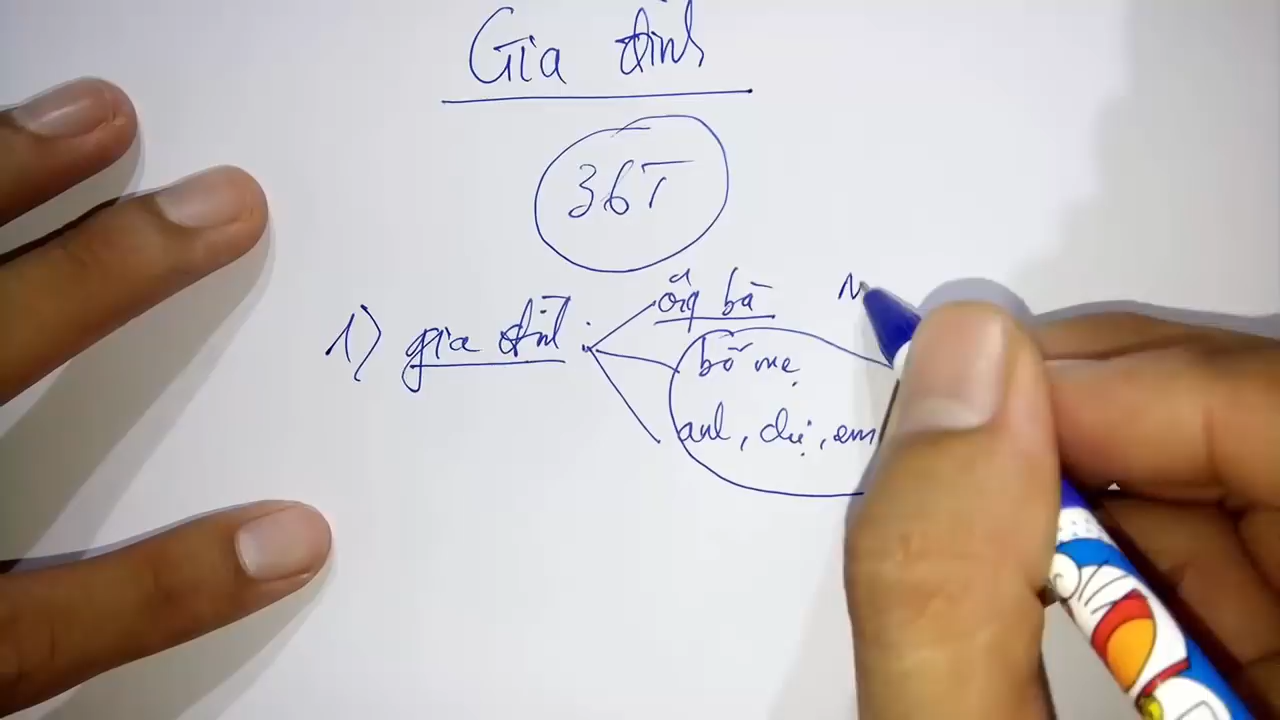 Gia đình
36T
1) gia đình : ông bà
bố mẹ
anh, chị, em